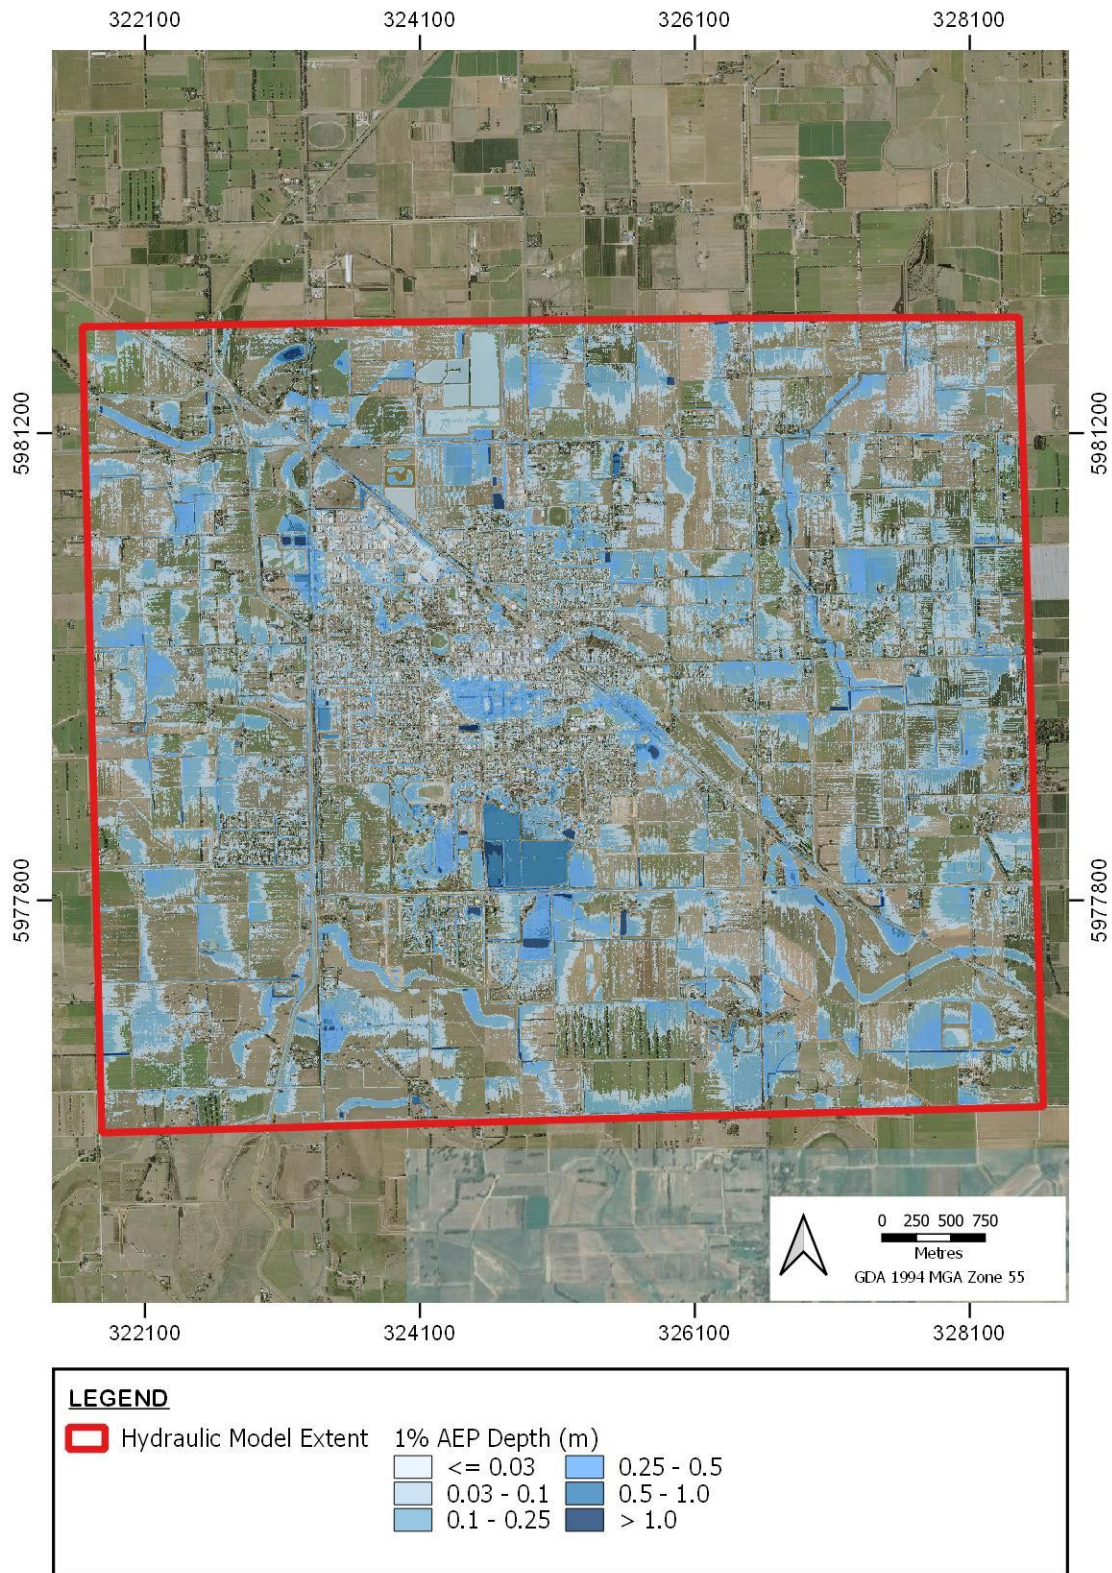 322100 324100 326100 328100
5981200 5981200
5977800 5977800
0 250 500 750
Metres
GDA 1994 MGA Zone 55
322100 324100 326100 328100
LEGEND
Hydraulic Model Extent 1% AEP Depth (m)
<= 0.03 0.25 - 0.5
0.03 - 0.1 0.5 - 1.0
0.1 - 0.25 > 1.0